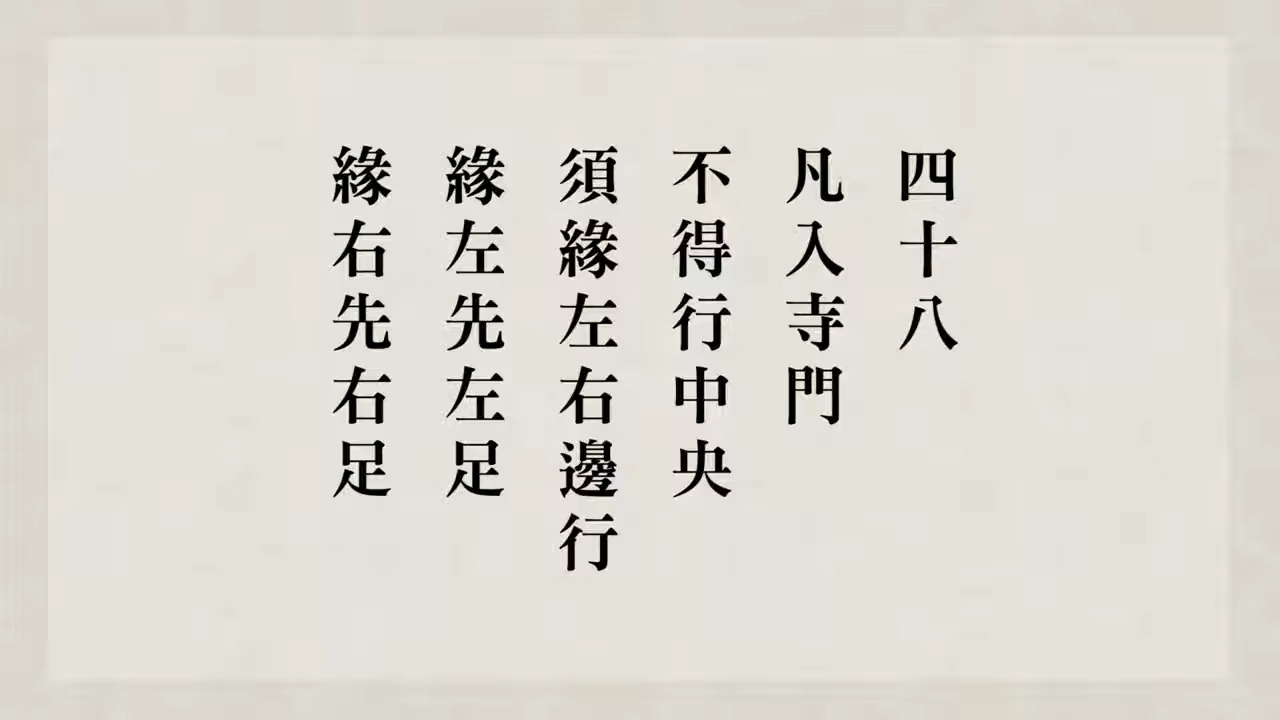 四十八
凡入寺門
不得行中央
須緣左右邊行
緣左先左足
緣右先右足